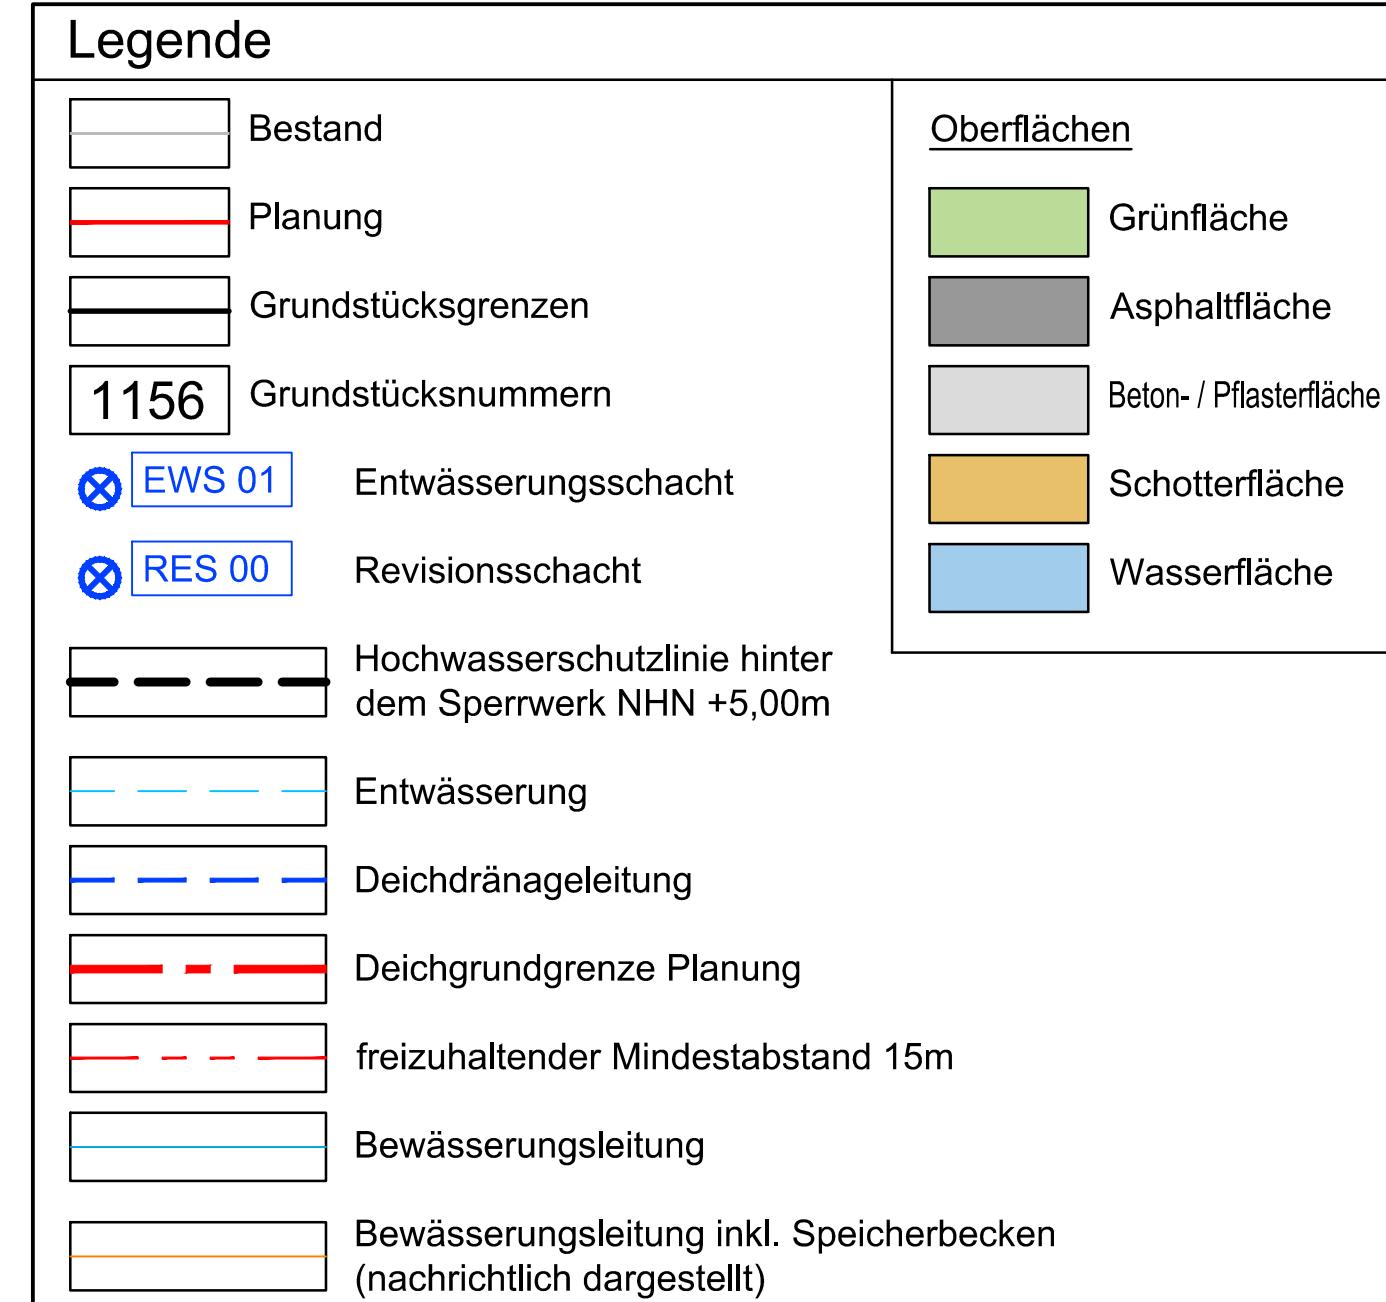 Legende
Bestand
Planung
Grundstücksgrenzen
1156 Grundstücksnummern
EWS 01 Entwässerungsschacht
RES 00 Revisionsschacht
Hochwasserschutzlinie hinter
dem Sperrwerk NHN +5,00m
Entwässerung
Deichdränageleitung
Deichgrundgrenze Planung
freizuhaltender Mindestabstand 15m
Bewässerungsleitung
Bewässerungsleitung inkl. Speicherbecken
(nachrichtlich dargestellt)
Oberflächen
Grünfläche
Asphaltfläche
Beton- / Pflasterfläche
Schotterfläche
Wasserfläche